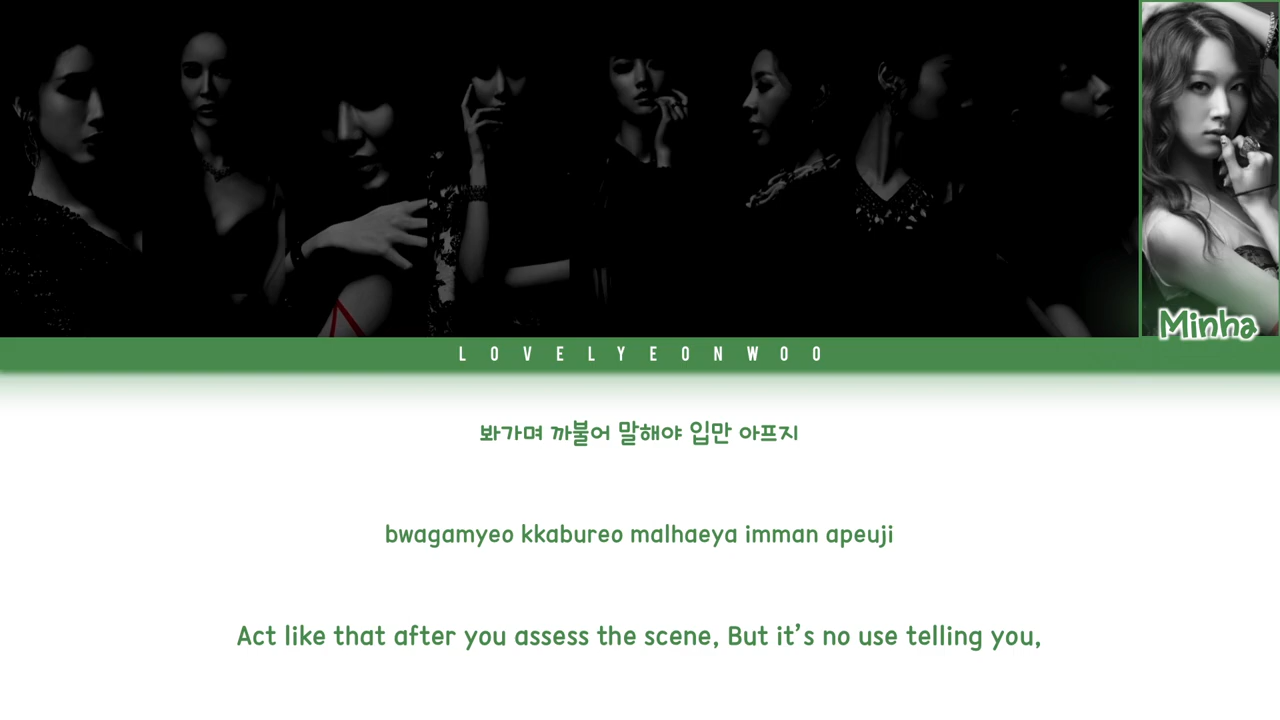 Minha
L O V E L Y E O N W O O
봐가며 까불어 말해야 입만 아프지
bwagamyeo kkabureo malhaeya imman apeuji
Act like that after you assess the scene, But it's no use telling you,